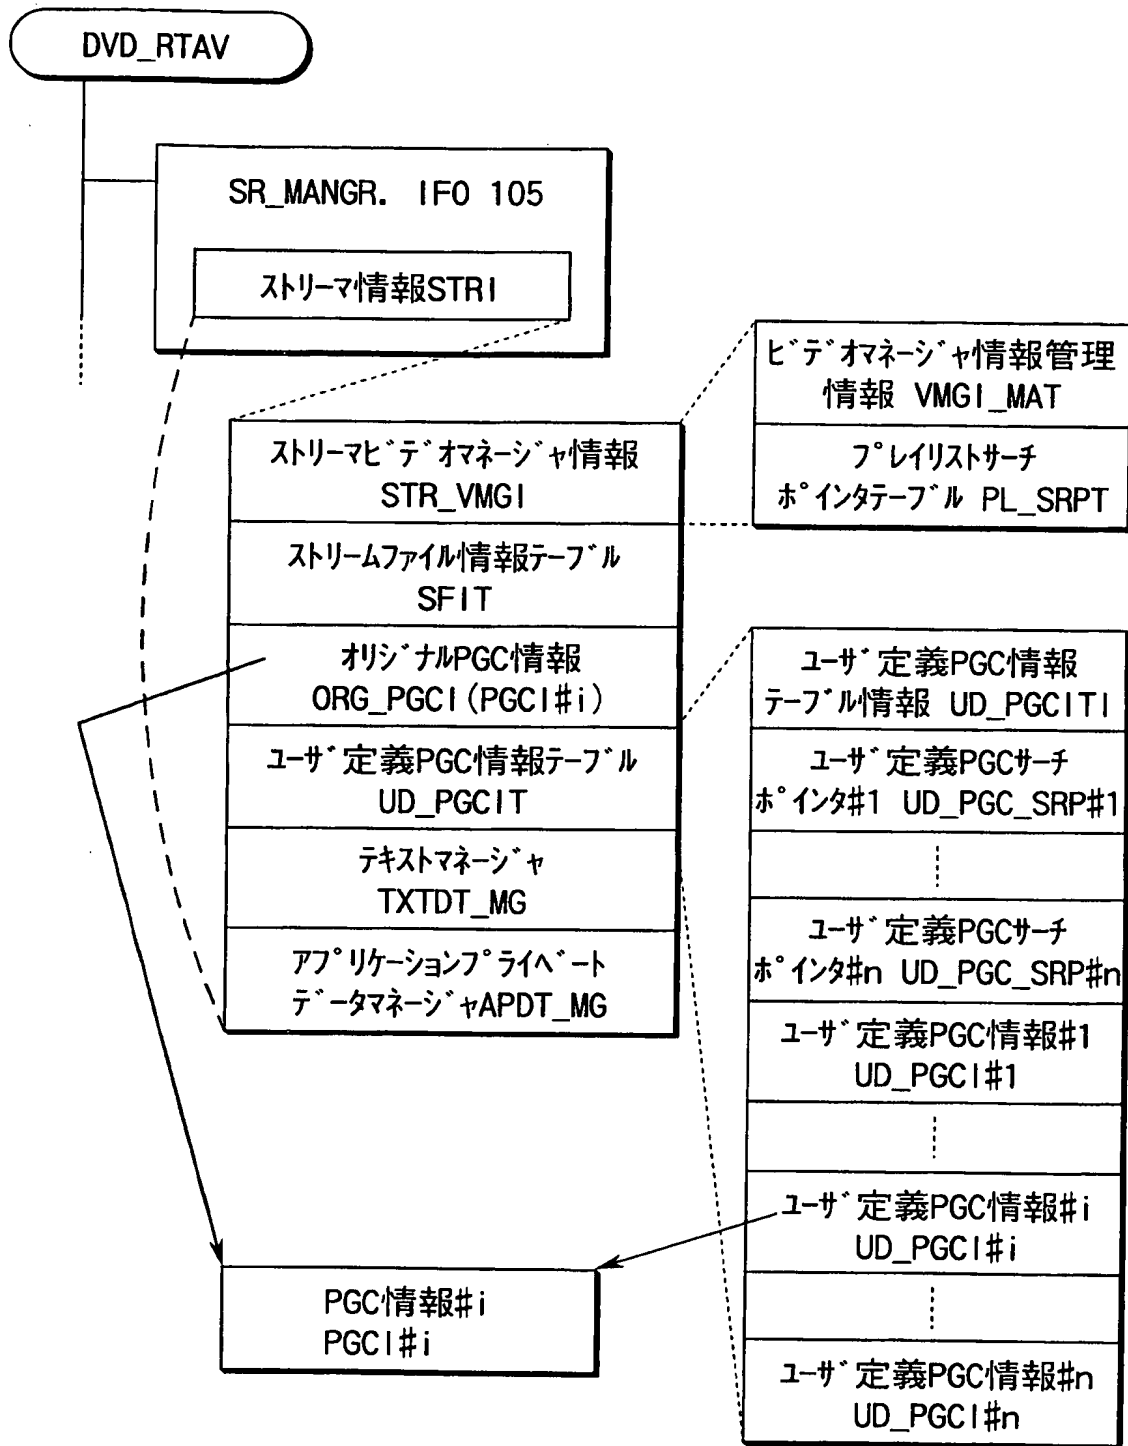 DVD_RTAV
SR_MANGR. IFO 105
ストリーマ情報STRI
ビデオマネージャ情報管理
情報 VMGI_MAT
プレイリストサーチ
ポインタテーブル PL_SRPT
ストリーマビデオマネージャ情報
STR_VMGI
ストリームファイル情報テーブル
SFIT
オリジナルPGC情報
ORG_PGCI(PGCI#i)
ユーザ定義PGC情報テーブル
UD_PGCIT
テキストマネージャ
TXTDT_MG
アプリケーションプライベート
データマネージャAPDT_MG
ユーザ定義PGC情報
テーブル情報 UD_PGCITI
ユーザ定義PGCサーチ
ポインタ#1 UD_PGC_SRP#1
ユーザ定義PGCサーチ
ポインタ#n UD_PGC_SRP#n
ユーザ定義PGC情報#1
UD_PGCI#1
ユーザ定義PGC情報#i
UD_PGCI#i
ユーザ定義PGC情報#n
UD_PGCI#n
PGC情報#i
PGCI#i